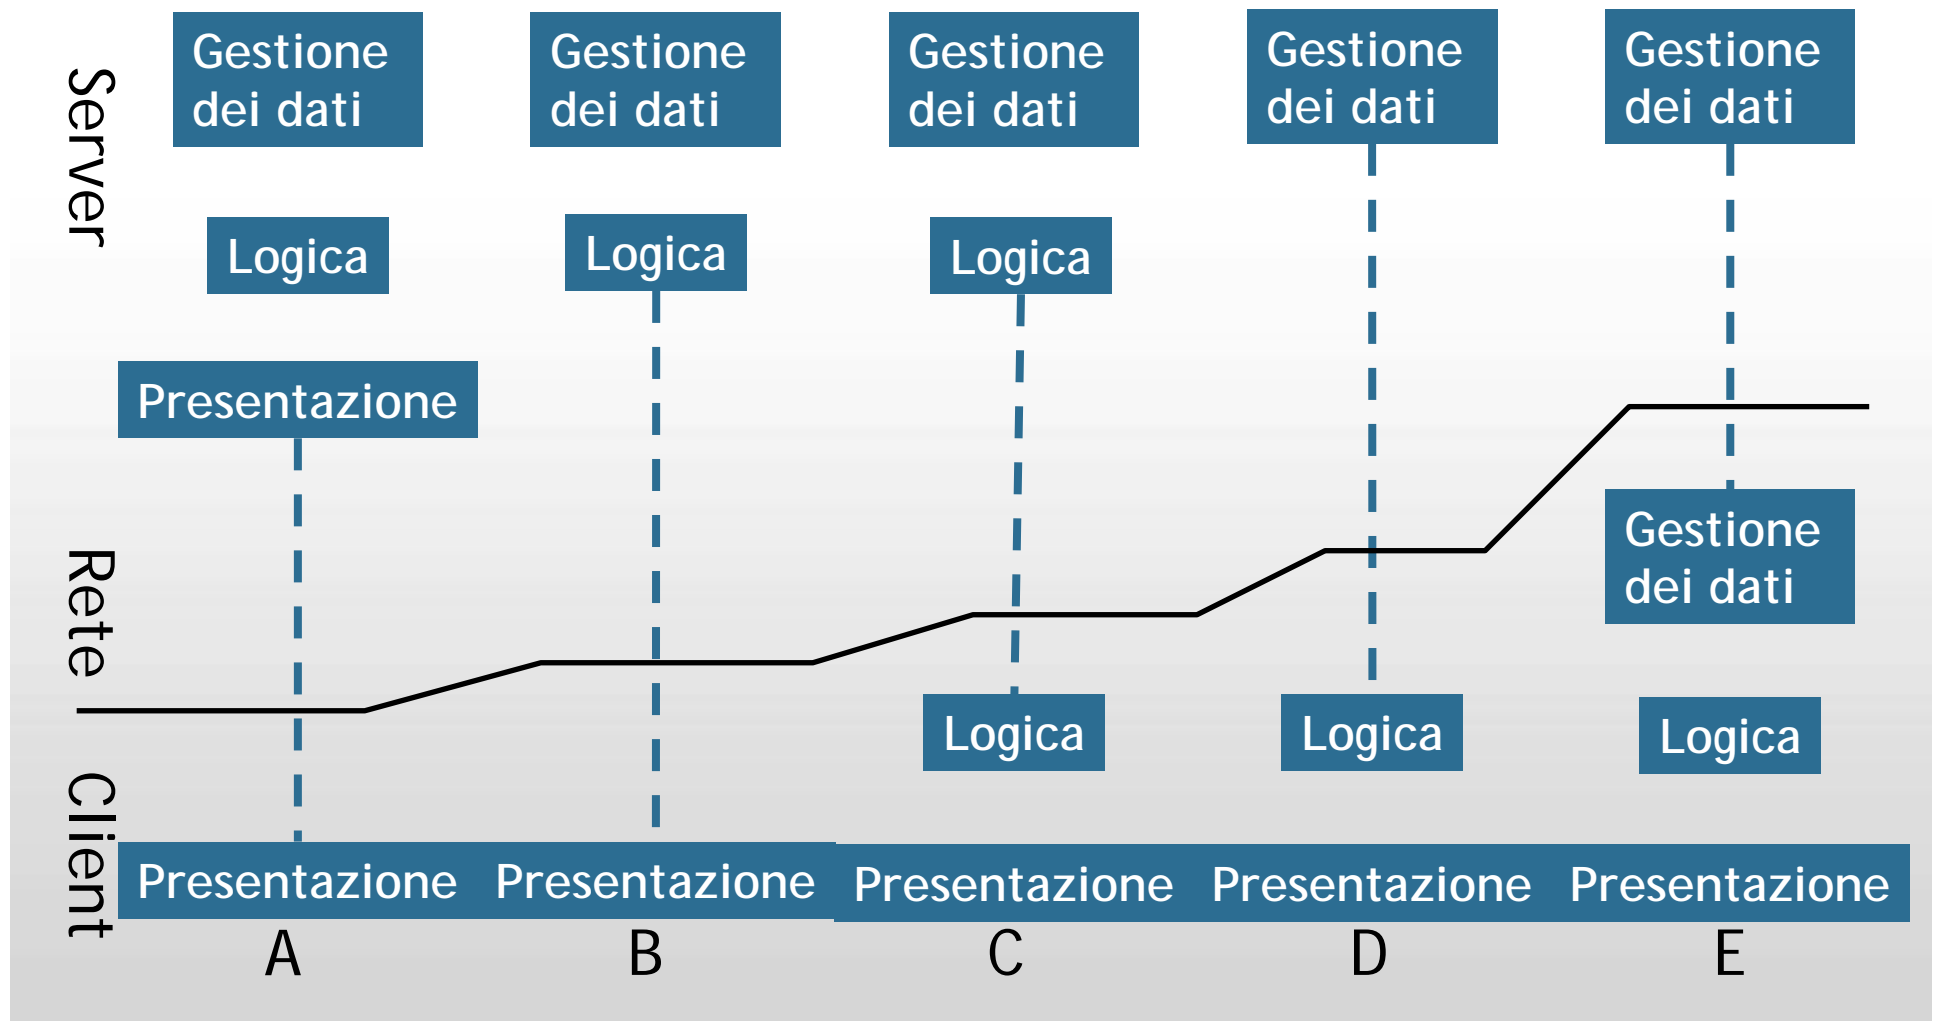 Server
Gestione
dei dati
Gestione
dei dati
Gestione
dei dati
Gestione
dei dati
Gestione
dei dati
Logica
Logica
Logica
Presentazione
Rete
Gestione
dei dati
Logica
Logica
Logica
Client
Presentazione
Presentazione
Presentazione
Presentazione
Presentazione
A
B
C
D
E